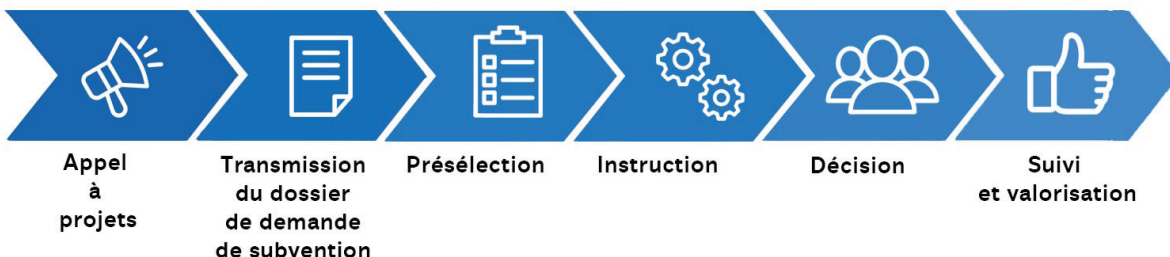 Appel
à
projets
Transmission
du dossier
de demande
de subvention
Présélection
Instruction
Décision
Suivi
et valorisation